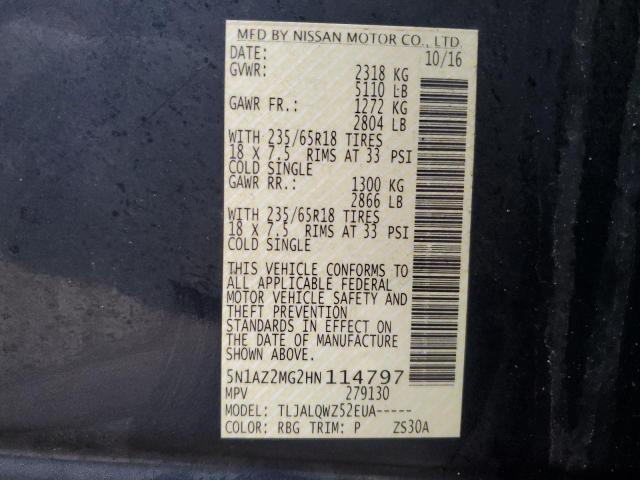 MFD BY NISSAN MOTOR CO., LTD.
DATE: 10/16
GVWR: 2318 KG
5110 LB
GAWR FR.: 1272 KG
2804 LB
WITH 235/65R18 TIRES
18 X 7.5 RIMS AT 33 PSI
COLD SINGLE
GAWR RR.: 1300 KG
2866 LB
WITH 235/65R18 TIRES
18 X 7.5 RIMS AT 33 PSI
COLD SINGLE
THIS VEHICLE CONFORMS TO
ALL APPLICABLE FEDERAL
MOTOR VEHICLE SAFETY AND
THEFT PREVENTION
STANDARDS IN EFFECT ON
THE DATE OF MANUFACTURE
SHOWN ABOVE.
5N1AZ2MG2HN114797
MPV 279130
MODEL: TLJALQWZ52EUA-----
COLOR: RBG TRIM: P ZS30A